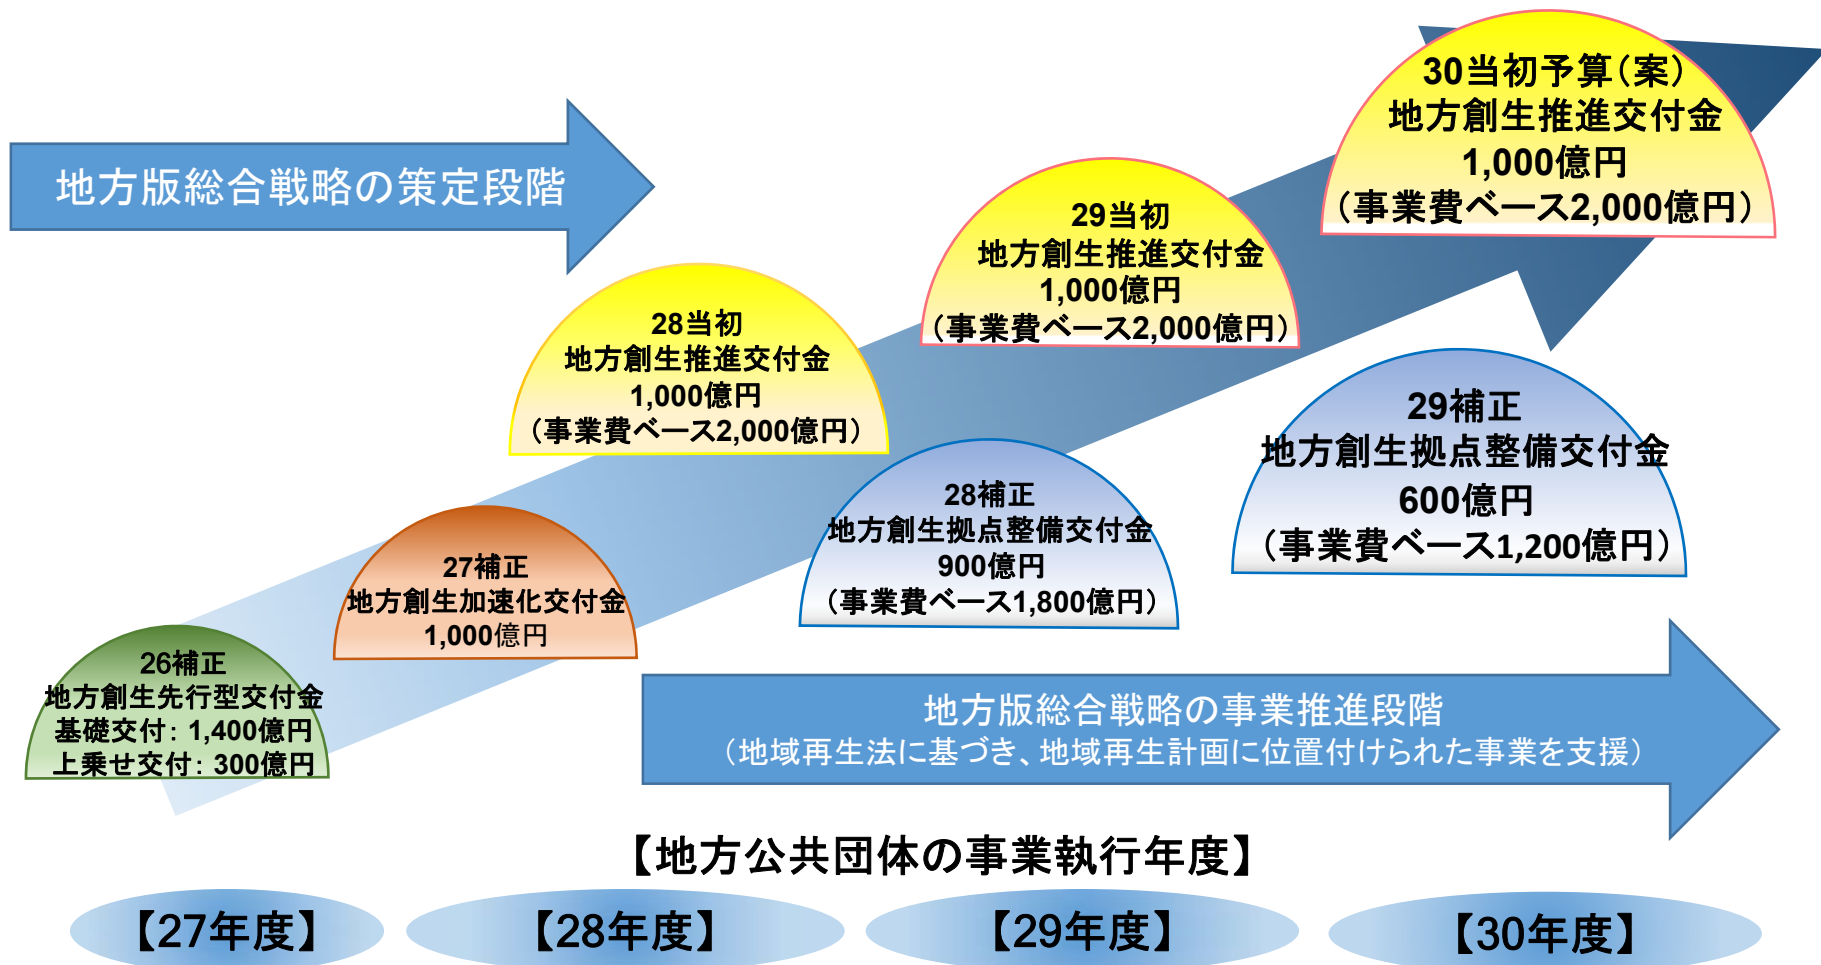 地方版総合戦略の策定段階
30当初予算（案）
地方創生推進交付金
1,000億円
（事業費ベース2,000億円）
29当初
地方創生推進交付金
1,000億円
（事業費ベース2,000億円）
28当初
地方創生推進交付金
1,000億円
（事業費ベース2,000億円）
29補正
地方創生拠点整備交付金
600億円
（事業費ベース1,200億円）
28補正
地方創生拠点整備交付金
900億円
（事業費ベース1,800億円）
27補正
地方創生加速化交付金
1,000億円
26補正
地方創生先行型交付金
基礎交付：1,400億円
上乗せ交付：300億円
地方版総合戦略の事業推進段階
（地域再生法に基づき、地域再生計画に位置付けられた事業を支援）
【地方公共団体の事業執行年度】
【27年度】
【28年度】
【29年度】
【30年度】